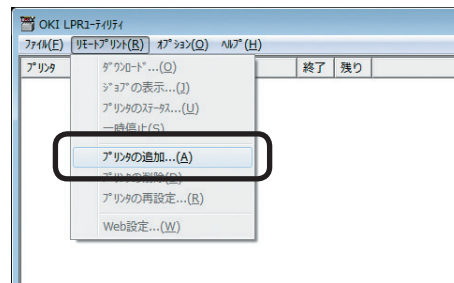 OKI LPRﾕｰﾃｨﾘﾃｨ
ﾌｧｲﾙ(F) ﾘﾓｰﾄﾌﾟﾘﾝﾄ(R) ｵﾌﾟｼｮﾝ(O) ﾍﾙﾌﾟ(H)
ﾌﾟﾘﾝﾀ 終了 残り
ﾀﾞｳﾝﾛｰﾄﾞ...(O)
ｼﾞｮﾌﾞの表示...(J)
ﾌﾟﾘﾝﾀのｽﾃｰﾀｽ...(U)
一時停止(S)
ﾌﾟﾘﾝﾀの追加...(A)
ﾌﾟﾘﾝﾀの削除(D)
ﾌﾟﾘﾝﾀの再設定...(R)
Web設定...(W)